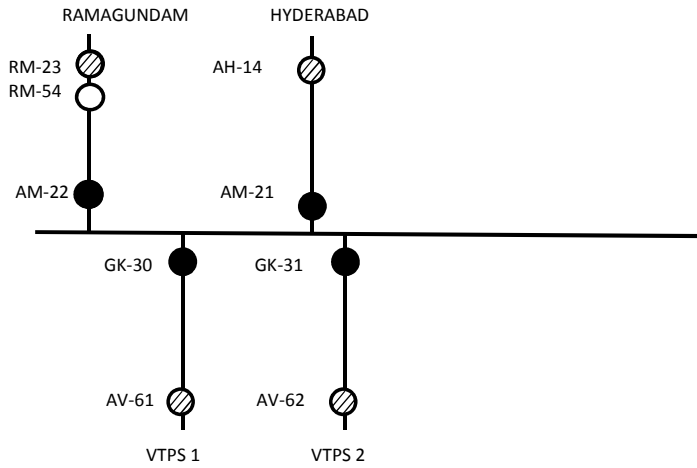 RAMAGUNDAM
HYDERABAD
RM-23
AH-14
RM-54
AM-22
AM-21
GK-30
GK-31
AV-61
AV-62
VTPS 1
VTPS 2